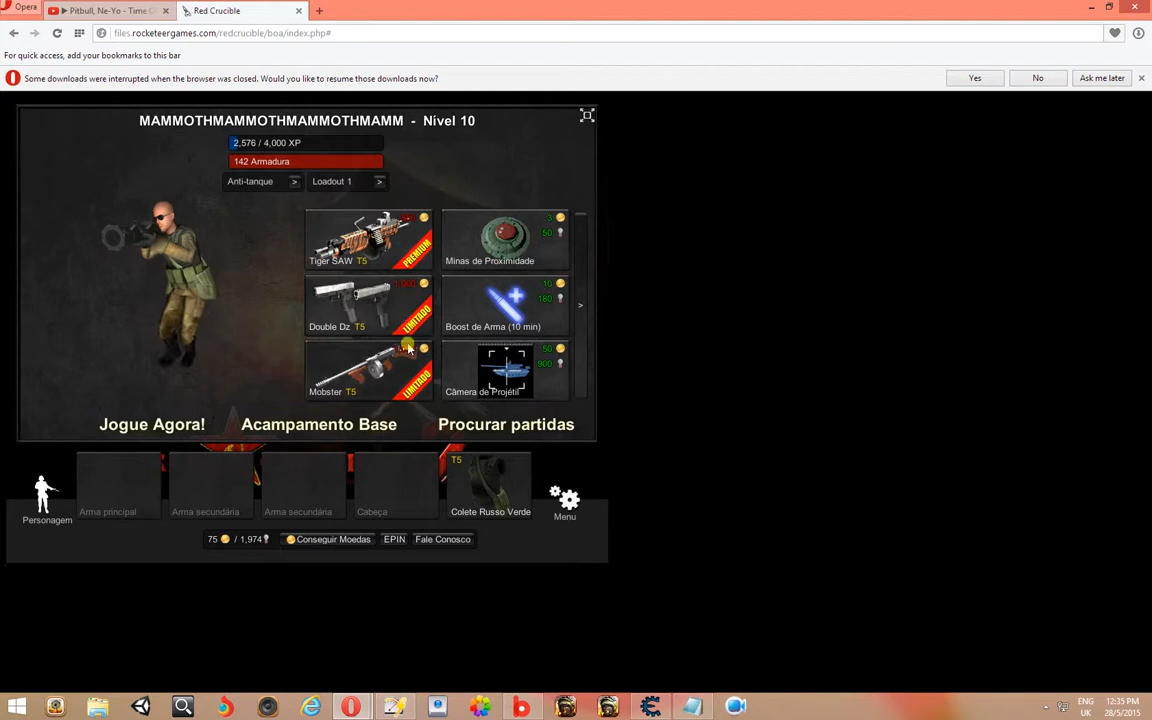 Opera
Pitbull, Ne-Yo - Time O
Red Crucible
files.rocketeergames.com/redcrucible/boa/index.php#
For quick access, add your bookmarks to this bar
Some downloads were interrupted when the browser was closed. Would you like to resume those downloads now?
Yes
No
Ask me later
MAMMOTHMAMMOTHMAMMOTHMAMM - Nível 10
2,576 / 4,000 XP
142 Armadura
Anti-tanque >
Loadout 1 >
PREMIUM
Tiger SAW T5
3
50
Minas de Proximidade
LIMITADO
Double Dz T5
10
180
Boost de Arma (10 min)
>
LIMITADO
Mobster T5
50
900
Câmera de Projétil
Jogue Agora!
Acampamento Base
Procurar partidas
Personagem
Arma principal
Arma secundária
Arma secundária
Cabeça
T5
Colete Russo Verde
Menu
75 / 1,974
Conseguir Moedas
EPIN
Fale Conosco
ENG
UK
12:35 PM
28/5/2015